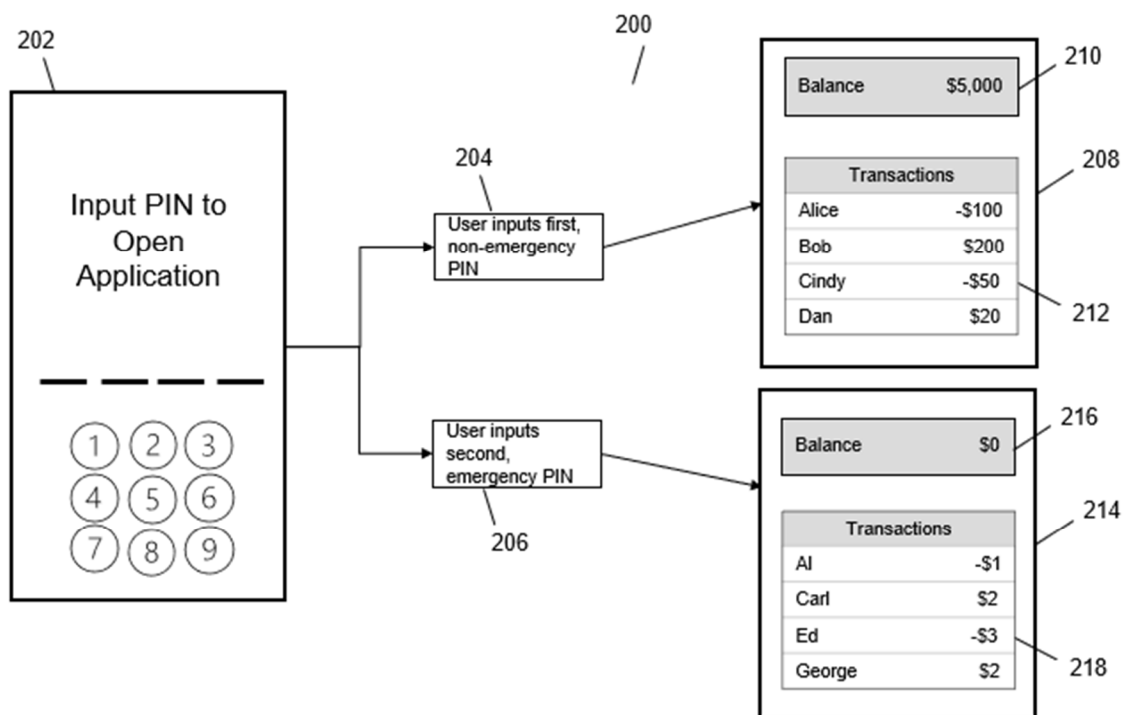 202
Input PIN to
Open
Application
1 2 3
4 5 6
7 8 9
200
204
User inputs first,
non-emergency
PIN
User inputs
second,
emergency PIN
206
Balance $5,000
210
208
Transactions
Alice -$100
Bob $200
Cindy -$50
Dan $20
212
Balance $0
216
214
Transactions
Al -$1
Carl $2
Ed -$3
George $2
218